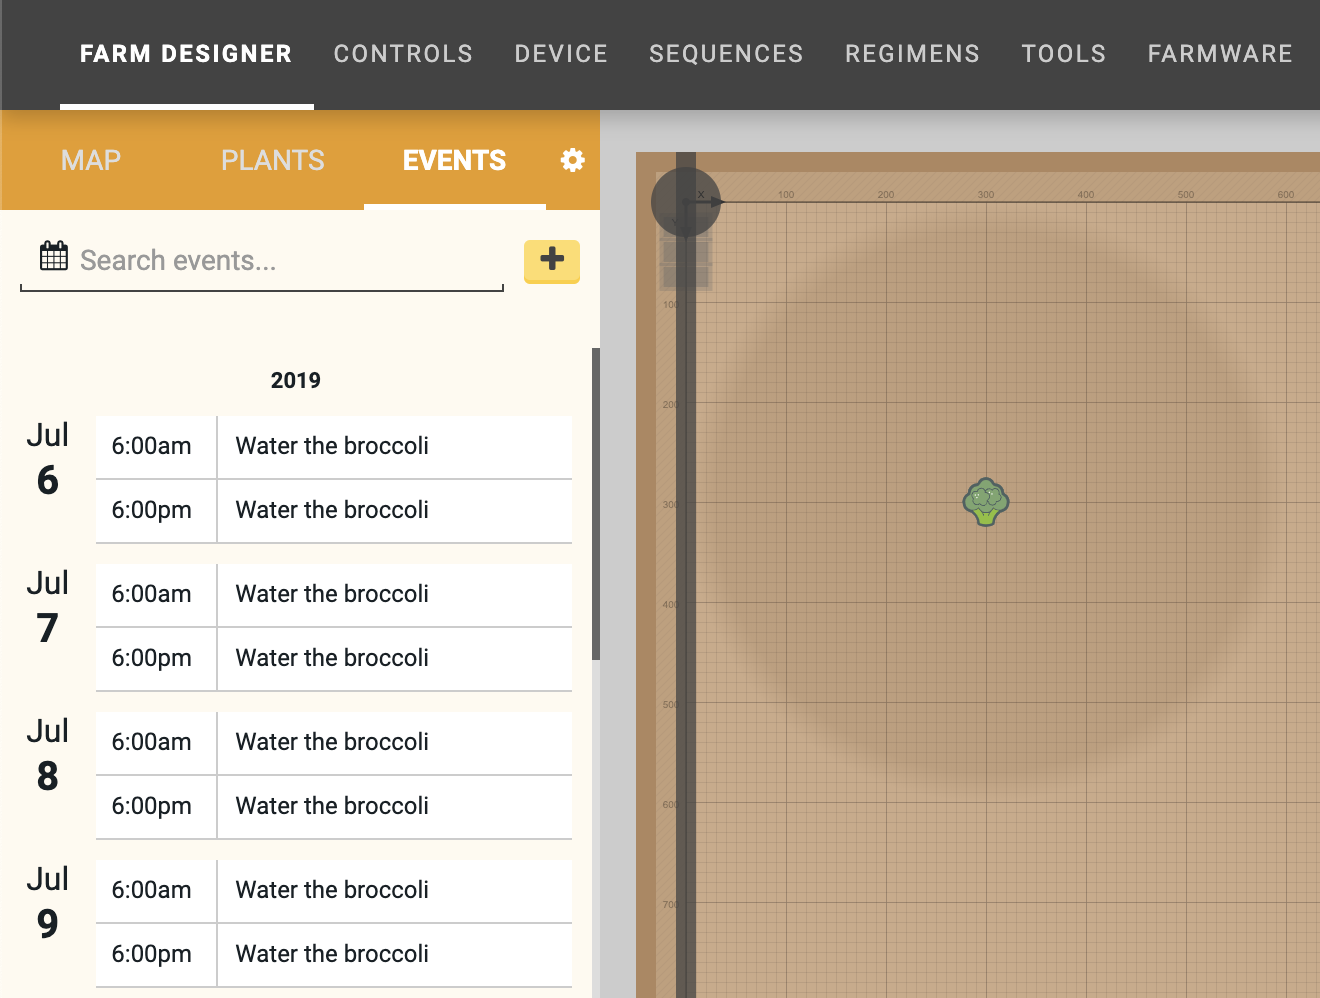 FARM DESIGNER CONTROLS DEVICE SEQUENCES REGIMENS TOOLS FARMWARE
MAP PLANTS EVENTS
Search events...
2019
Jul 6
6:00am Water the broccoli
6:00pm Water the broccoli
Jul 7
6:00am Water the broccoli
6:00pm Water the broccoli
Jul 8
6:00am Water the broccoli
6:00pm Water the broccoli
Jul 9
6:00am Water the broccoli
6:00pm Water the broccoli
X 100 200 300 400 500 600
100
200
300
400
500
600
700